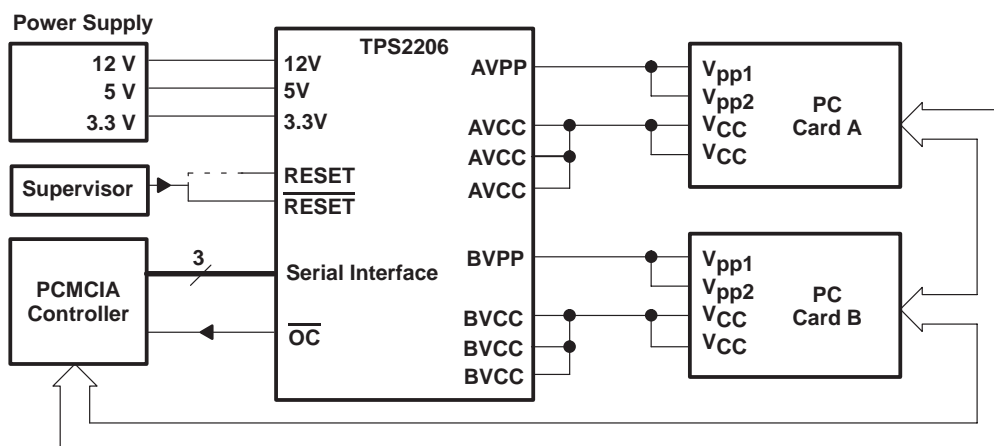 Power Supply
12 V
5 V
3.3 V
Supervisor
PCMCIA
Controller
3
TPS2206
12V
5V
3.3V
RESET
RESET
Serial Interface
OC
AVPP
AVCC
AVCC
AVCC
BVPP
BVCC
BVCC
BVCC
Vpp1
Vpp2
VCC
VCC
PC
Card A
Vpp1
Vpp2
VCC
VCC
PC
Card B